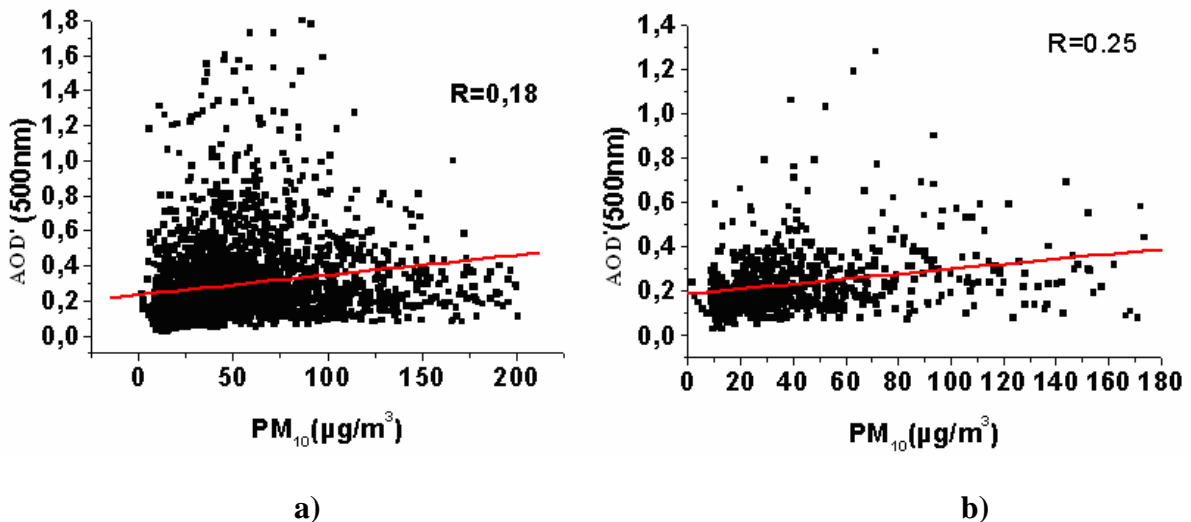 1,8
1,6
1,4
1,2
1,0
0,8
0,6
0,4
0,2
0,0
AOD' (500nm)
R=0,18
0 50 100 150 200
PM₁₀(µg/m³)
a)
1,4
1,2
1,0
0,8
0,6
0,4
0,2
0,0
AOD' (500nm)
R=0.25
0 20 40 60 80 100 120 140 160 180
PM₁₀(µg/m³)
b)